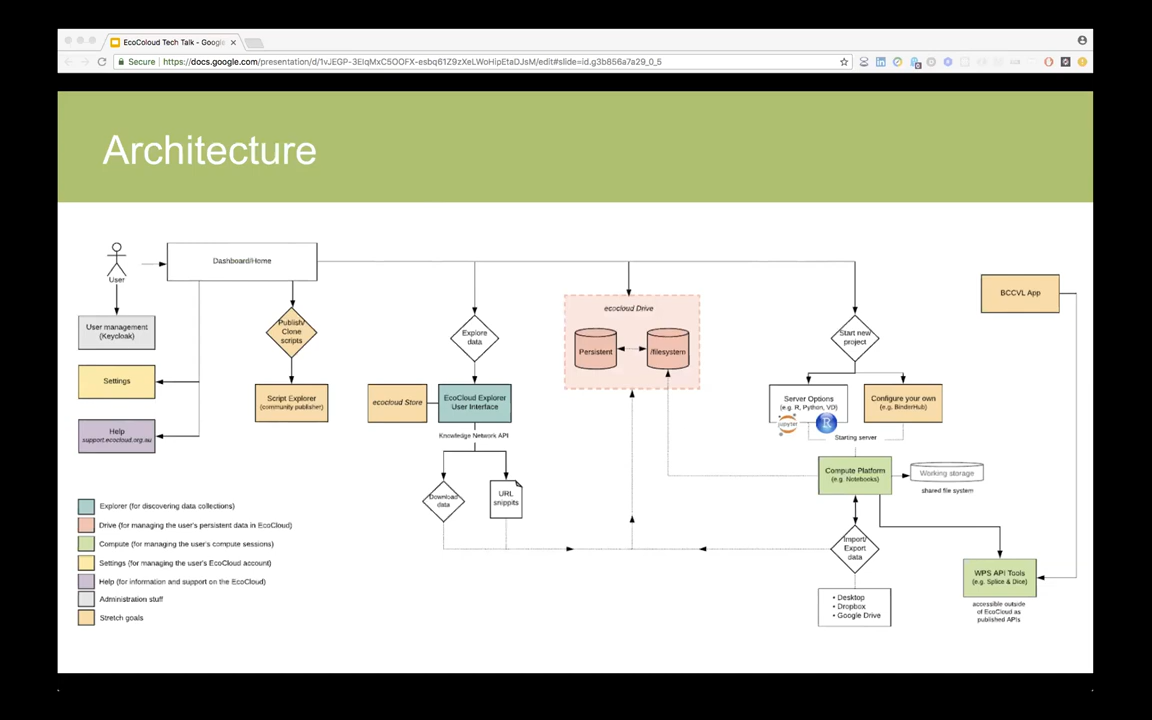 EcoColoud Tech Talk - Google
Secure
https://docs.google.com/presentation/d/1vJEGP-3EIqMxC5OOFX-esbq61Z9zXeLWoHipEtaDJsM/edit#slide=id.g3b856a7a29_0_5
Architecture
User
Dashboard/Home
User management
(Keycloak)
Settings
Help
support.ecocloud.org.au
Publish/
Clone
scripts
Script Explorer
(community publisher)
Explore
data
ecocloud Store
EcoCloud Explorer
User Interface
Knowledge Network API
Download
data
URL
snippits
ecocloud Drive
Persistent
/filesystem
Start new
project
Server Options
(e.g. R, Python, VD)
jupyter
R
Configure your own
(e.g. BinderHub)
Starting server
Compute Platform
(e.g. Notebooks)
Working storage
shared file system
Import/
Export
data
• Desktop
• Dropbox
• Google Drive
BCCVL App
WPS API Tools
(e.g. Splice & Dice)
accessible outside
of EcoCloud as
published APIs
Explorer (for discovering data collections)
Drive (for managing the user's persistent data in EcoCloud)
Compute (for managing the user's compute sessions)
Settings (for managing the user's EcoCloud account)
Help (for information and support on the EcoCloud)
Administration stuff
Stretch goals